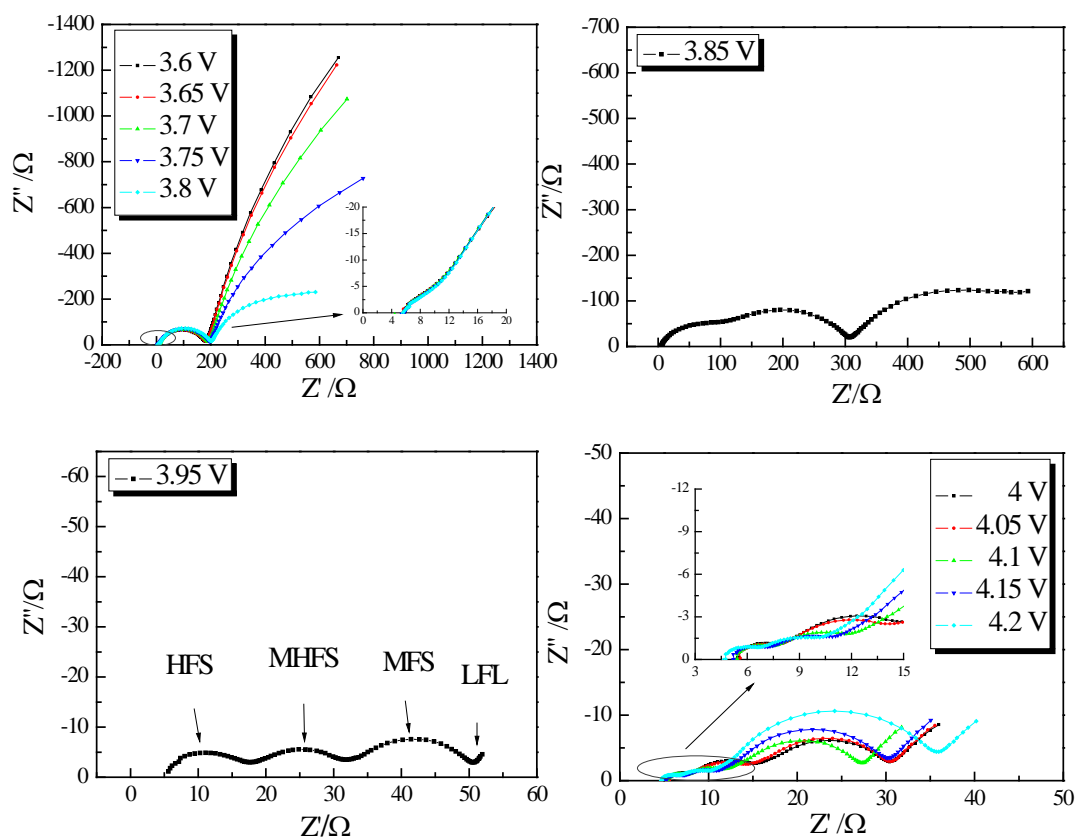 -1400
-1200
-1000
-800
-600
-400
-200
0
Z'' /Ω
3.6 V
3.65 V
3.7 V
3.75 V
3.8 V
-20
-15
-10
-5
0
0 4 8 12 16 20
-200 0 200 400 600 800 1000 1200 1400
Z' /Ω
-700
-600
-500
-400
-300
-200
-100
0
Z''/Ω
3.85 V
0 100 200 300 400 500 600
Z'/Ω
-60
-50
-40
-30
-20
-10
0
Z''/Ω
3.95 V
HFS
MHFS
MFS
LFL
0 10 20 30 40 50 60
Z'/Ω
-50
-40
-30
-20
-10
0
Z'' /Ω
-12
-9
-6
-3
0
3 6 9 12 15
4 V
4.05 V
4.1 V
4.15 V
4.2 V
0 10 20 30 40 50
Z' /Ω